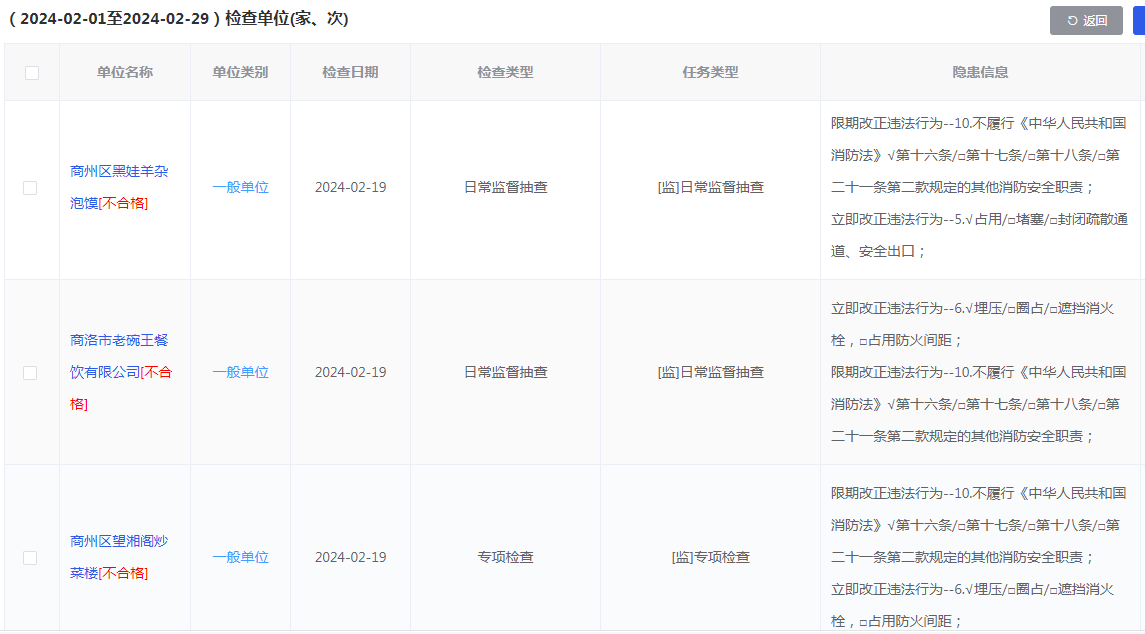 （2024-02-01至2024-02-29）检查单位(家、次)
返回
单位名称 单位类别 检查日期 检查类型 任务类型 隐患信息
商州区黑娃羊杂
泡馍[不合格]
一般单位
2024-02-19
日常监督抽查
[监]日常监督抽查
限期改正违法行为--10.不履行《中华人民共和国
消防法》√第十六条/□第十七条/□第十八条/□第
二十一条第二款规定的其他消防安全职责；
立即改正违法行为--5.√占用/□堵塞/□封闭疏散通
道、安全出口；
商洛市老碗王餐
饮有限公司[不合
格]
一般单位
2024-02-19
日常监督抽查
[监]日常监督抽查
立即改正违法行为--6.√埋压/□圈占/□遮挡消火
栓，□占用防火间距；
限期改正违法行为--10.不履行《中华人民共和国
消防法》√第十六条/□第十七条/□第十八条/□第
二十一条第二款规定的其他消防安全职责；
商州区望湘阁炒
菜楼[不合格]
一般单位
2024-02-19
专项检查
[监]专项检查
限期改正违法行为--10.不履行《中华人民共和国
消防法》√第十六条/□第十七条/□第十八条/□第
二十一条第二款规定的其他消防安全职责；
立即改正违法行为--6.√埋压/□圈占/□遮挡消火
栓，□占用防火间距；